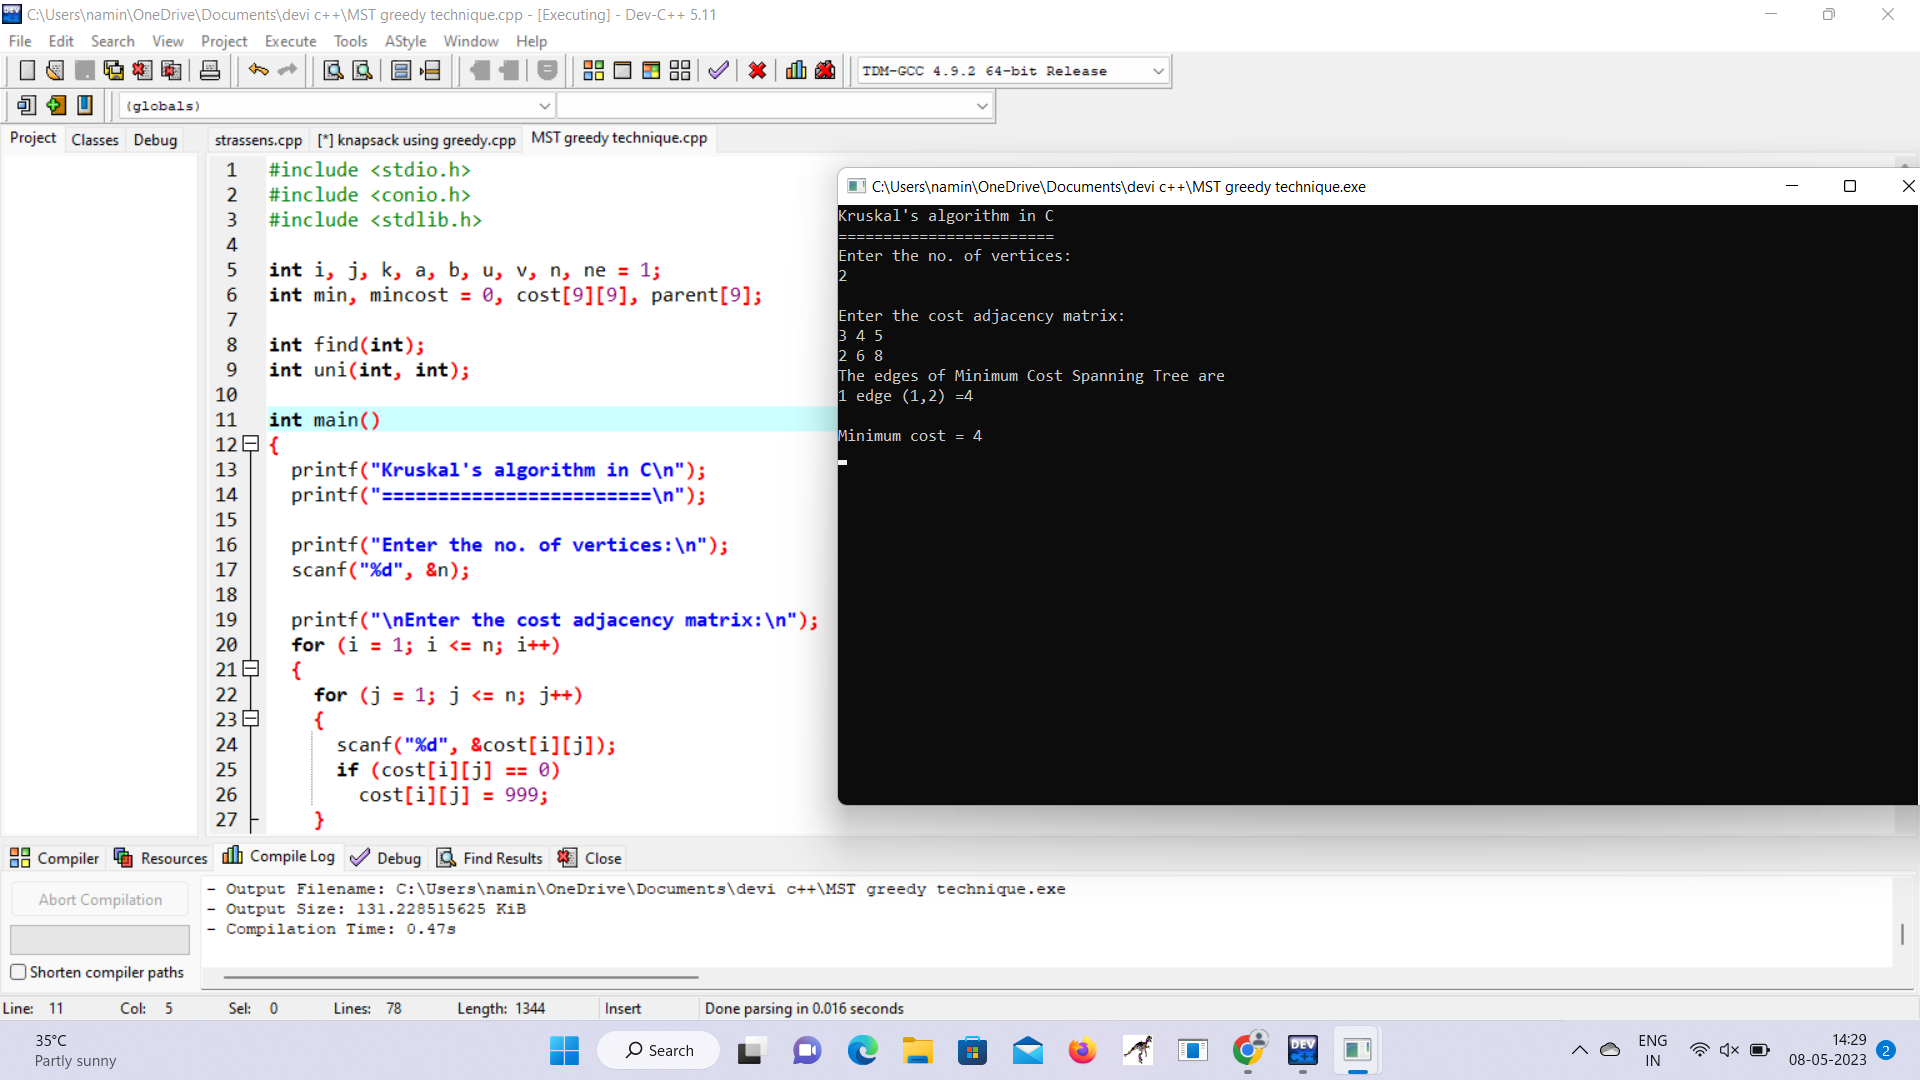 C:\Users\namin\OneDrive\Documents\devi c++\MST greedy technique.cpp - [Executing] - Dev-C++ 5.11
File Edit Search View Project Execute Tools AStyle Window Help
TDM-GCC 4.9.2 64-bit Release
(globals)
Project Classes Debug strassens.cpp [*] knapsack using greedy.cpp MST greedy technique.cpp
1 #include <stdio.h>
2 #include <conio.h>
3 #include <stdlib.h>
4
5 int i, j, k, a, b, u, v, n, ne = 1;
6 int min, mincost = 0, cost[9][9], parent[9];
7
8 int find(int);
9 int uni(int, int);
10
11 int main()
12 {
13 printf("Kruskal's algorithm in C\n");
14 printf("========================\n");
15
16 printf("Enter the no. of vertices:\n");
17 scanf("%d", &n);
18
19 printf("\nEnter the cost adjacency matrix:\n");
20 for (i = 1; i <= n; i++)
21 {
22 for (j = 1; j <= n; j++)
23 {
24 scanf("%d", &cost[i][j]);
25 if (cost[i][j] == 0)
26 cost[i][j] = 999;
27 }
C:\Users\namin\OneDrive\Documents\devi c++\MST greedy technique.exe
Kruskal's algorithm in C
========================
Enter the no. of vertices:
2
Enter the cost adjacency matrix:
3 4 5
2 6 8
The edges of Minimum Cost Spanning Tree are
1 edge (1,2) =4
Minimum cost = 4
Compiler Resources Compile Log Debug Find Results Close
Abort Compilation
Shorten compiler paths
- Output Filename: C:\Users\namin\OneDrive\Documents\devi c++\MST greedy technique.exe
- Output Size: 131.228515625 KiB
- Compilation Time: 0.47s
Line: 11 Col: 5 Sel: 0 Lines: 78 Length: 1344 Insert Done parsing in 0.016 seconds
35°C
Partly sunny
Search
DEV
C++
ENG
IN
14:29
08-05-2023
2